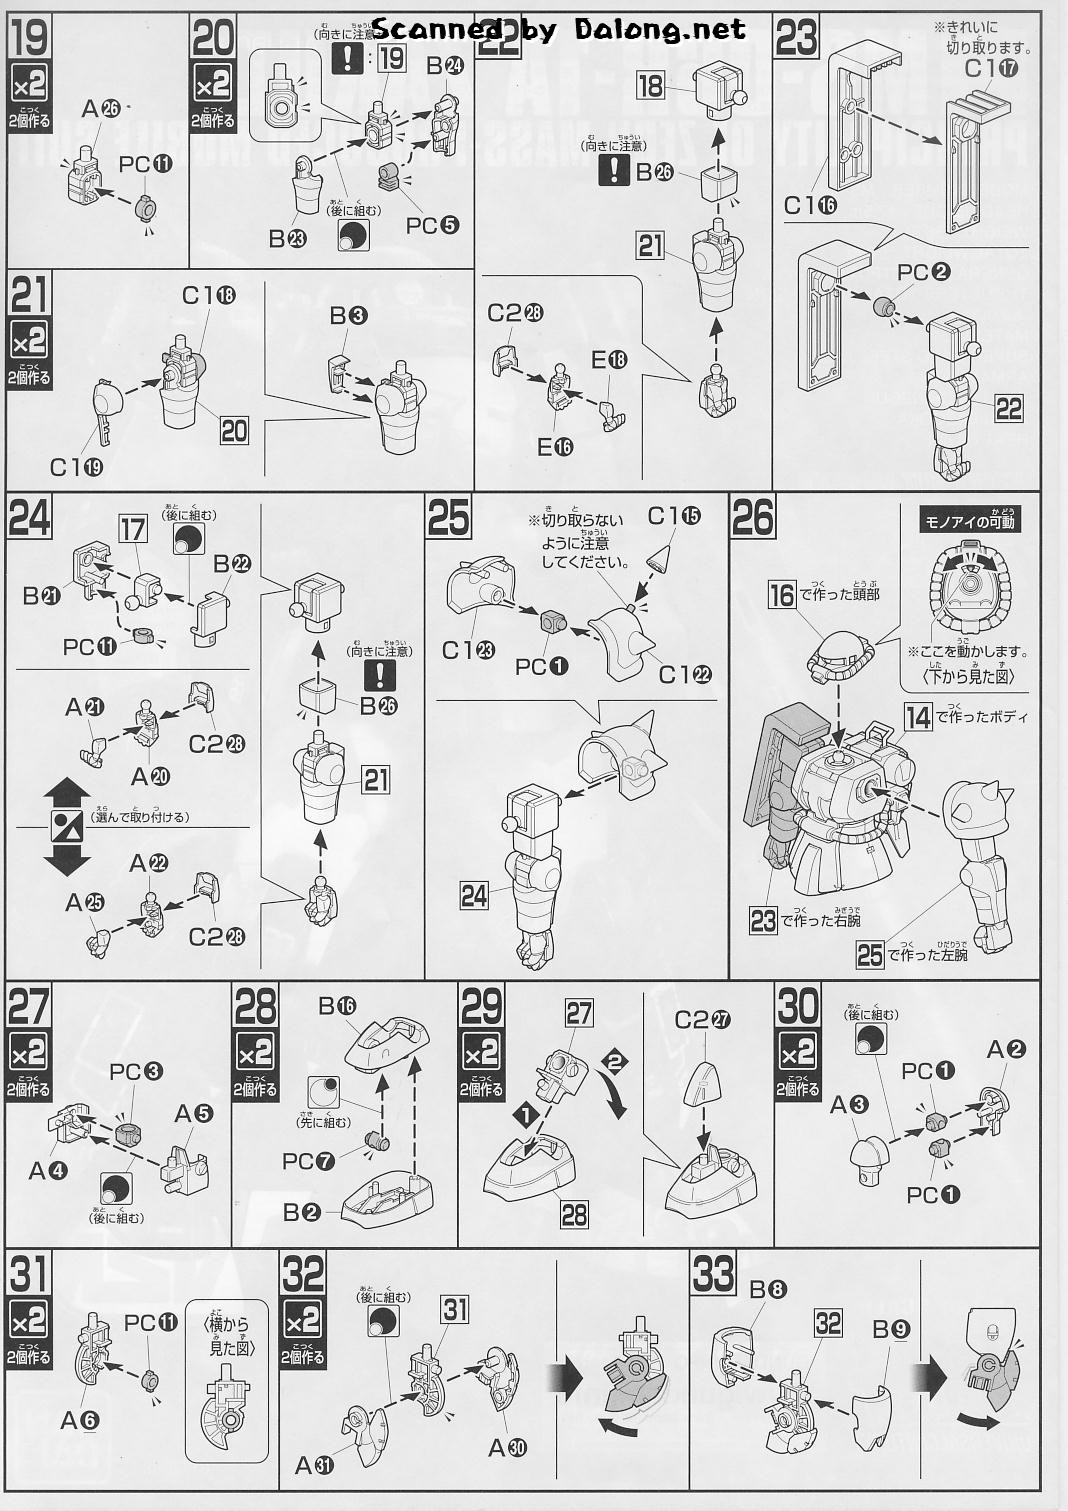 Scanned by Dalong.net
19
×2
2個作る
A26
PC11
20
×2
2個作る
(向きに注意)
!
:
19
B24
(後に組む)
B23
PC5
21
×2
2個作る
C118
C119
20
B3
22
18
(向きに注意)
!
B26
21
C228
E18
E16
23
※きれいに
切り取ります。
C117
C116
PC2
22
24
(後に組む)
17
B22
B21
PC11
A21
C228
A20
(選んで取り付ける)
A22
A25
C228
(向きに注意)
!
B26
21
25
※切り取らない
ように注意
してください。
C115
C123
PC1
C122
24
26
モノアイの可動
16で作った頭部
※ここを動かします。
〈下から見た図〉
14で作ったボディ
23で作った右腕
25で作った左腕
27
×2
2個作る
PC3
A5
A4
(後に組む)
28
×2
2個作る
B16
(先に組む)
PC7
B2
29
×2
2個作る
27
1
2
28
C227
30
×2
2個作る
(後に組む)
A2
PC1
A3
PC1
31
×2
2個作る
PC11
A6
〈横から
見た図〉
32
×2
2個作る
(後に組む)
31
A31
A30
33
B8
32
B9